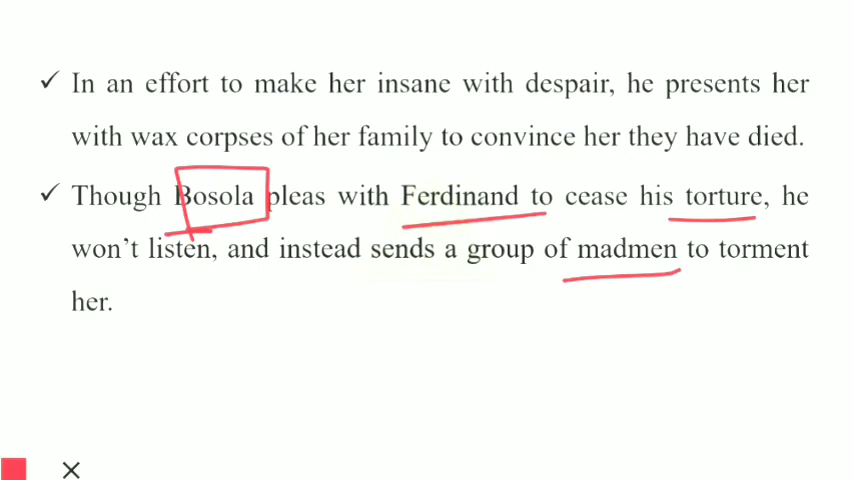 ✓ In an effort to make her insane with despair, he presents her
with wax corpses of her family to convince her they have died.
✓ Though Bosola pleas with Ferdinand to cease his torture, he
won't listen, and instead sends a group of madmen to torment
her.